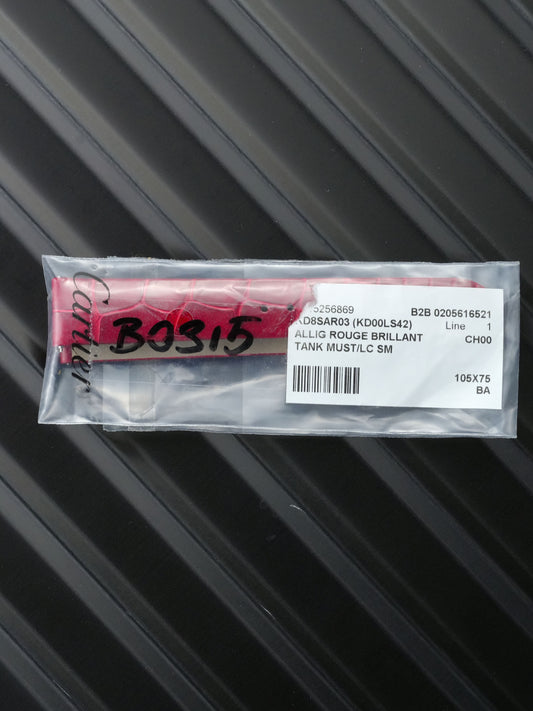 Cartier
B0315
5256869
B2B 0205616521
KD8SAR03 (KD00LS42)
Line 1
ALLIG ROUGE BRILLANT
CH00
TANK MUST/LC SM
105X75
BA